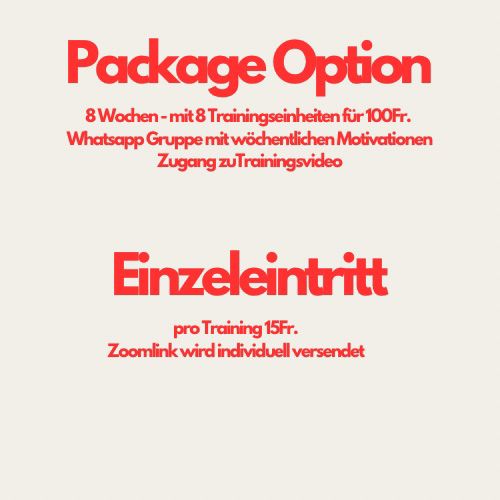 Package Option
8 Wochen - mit 8 Trainingseinheiten für 100Fr.
Whatsapp Gruppe mit wöchentlichen Motivationen
Zugang zuTrainingsvideo
Einzeleintritt
pro Training 15Fr.
Zoomlink wird individuell versendet